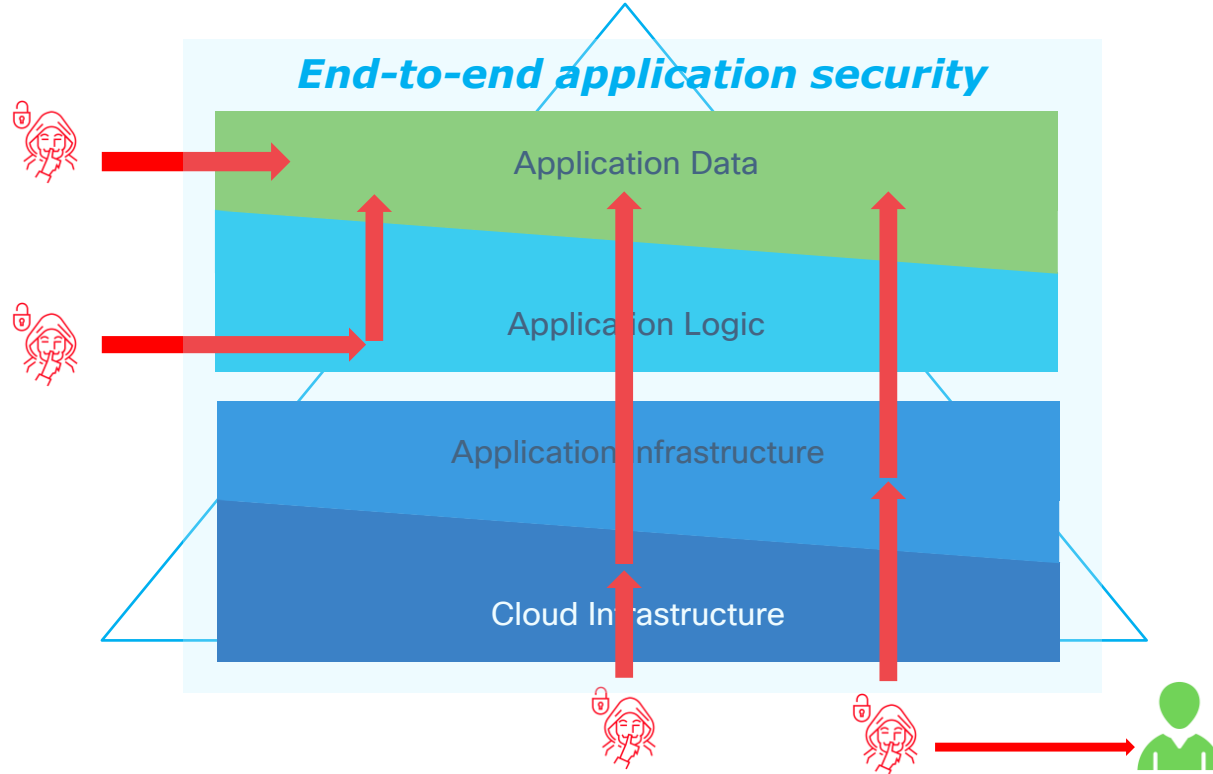 End-to-end application security
Application Data
Application Logic
Application Infrastructure
Cloud Infrastructure